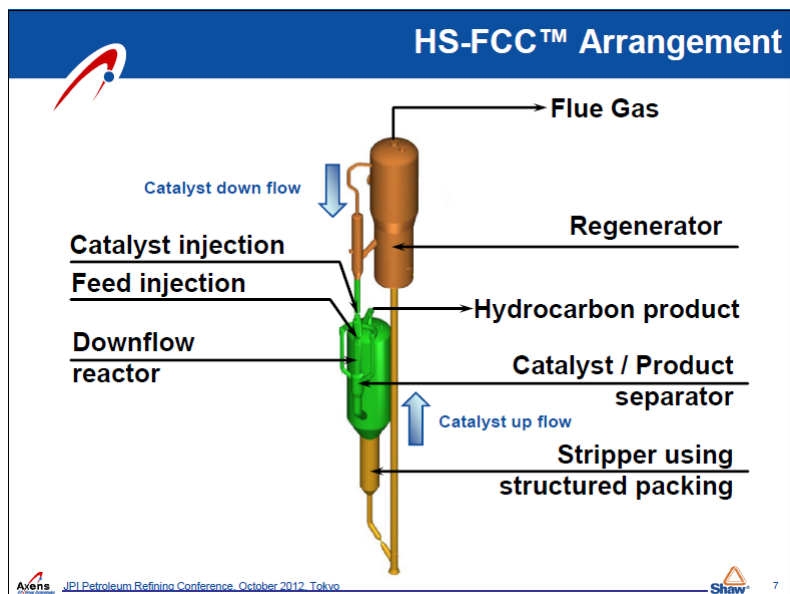 HS-FCC™ Arrangement
Flue Gas
Catalyst down flow
Regenerator
Catalyst injection
Feed injection
Hydrocarbon product
Downflow
reactor
Catalyst / Product
separator
Catalyst up flow
Stripper using
structured packing
Axens
JPI Petroleum Refining Conference, October 2012, Tokyo
Shaw
7